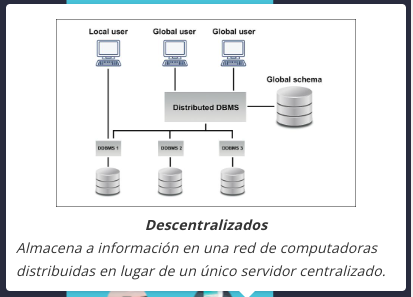 Local user Global user Global user
Global schema
Distributed DBMS
DDBMS 1 DDBMS 2 DDBMS 3
Descentralizados
Almacena a información en una red de computadoras
distribuidas en lugar de un único servidor centralizado.